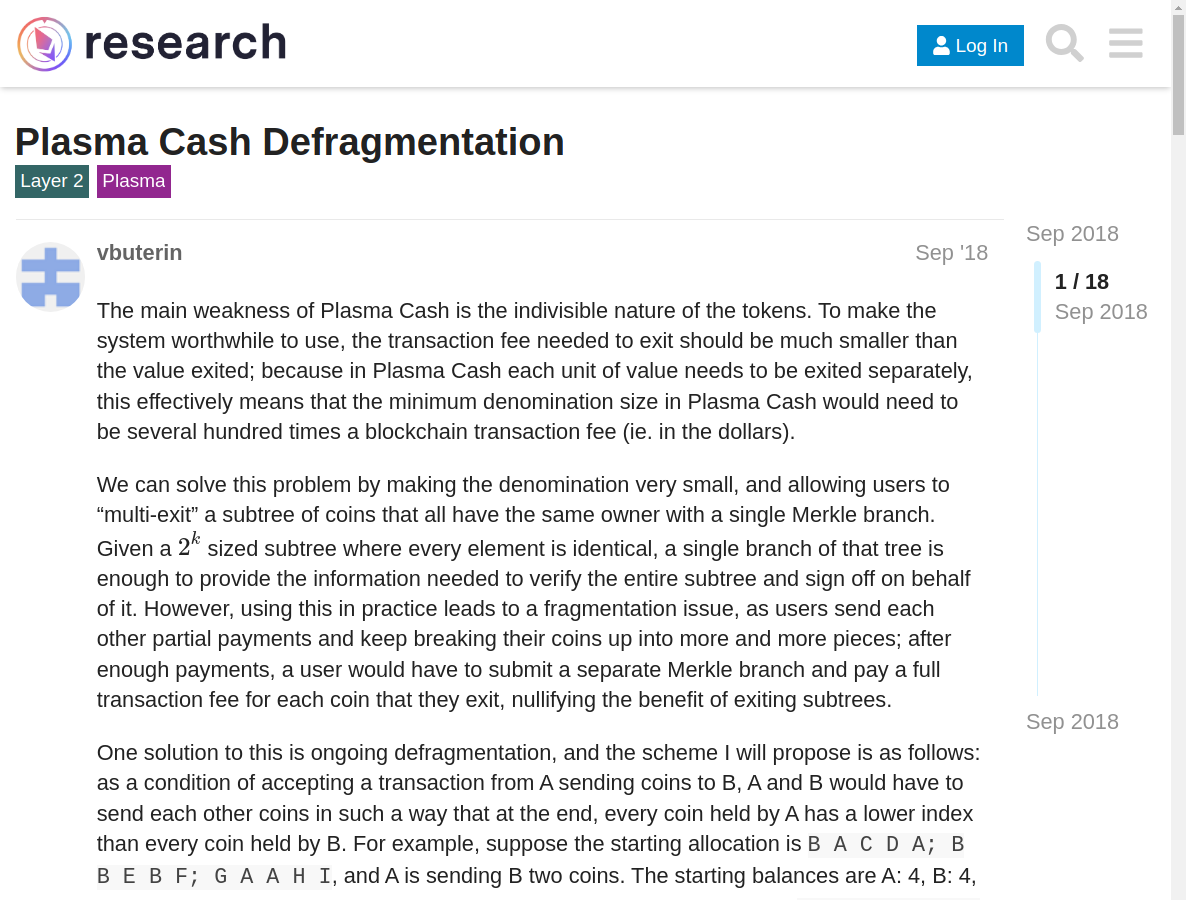 research
Log In
Plasma Cash Defragmentation
Layer 2 Plasma
Sep 2018
vbuterin Sep '18
1 / 18
Sep 2018
The main weakness of Plasma Cash is the indivisible nature of the tokens. To make the
system worthwhile to use, the transaction fee needed to exit should be much smaller than
the value exited; because in Plasma Cash each unit of value needs to be exited separately,
this effectively means that the minimum denomination size in Plasma Cash would need to
be several hundred times a blockchain transaction fee (ie. in the dollars).
We can solve this problem by making the denomination very small, and allowing users to
“multi-exit” a subtree of coins that all have the same owner with a single Merkle branch.
Given a 2^k sized subtree where every element is identical, a single branch of that tree is
enough to provide the information needed to verify the entire subtree and sign off on behalf
of it. However, using this in practice leads to a fragmentation issue, as users send each
other partial payments and keep breaking their coins up into more and more pieces; after
enough payments, a user would have to submit a separate Merkle branch and pay a full
transaction fee for each coin that they exit, nullifying the benefit of exiting subtrees.
Sep 2018
One solution to this is ongoing defragmentation, and the scheme I will propose is as follows:
as a condition of accepting a transaction from A sending coins to B, A and B would have to
send each other coins in such a way that at the end, every coin held by A has a lower index
than every coin held by B. For example, suppose the starting allocation is B A C D A; B
B E B F; G A A H I, and A is sending B two coins. The starting balances are A: 4, B: 4,